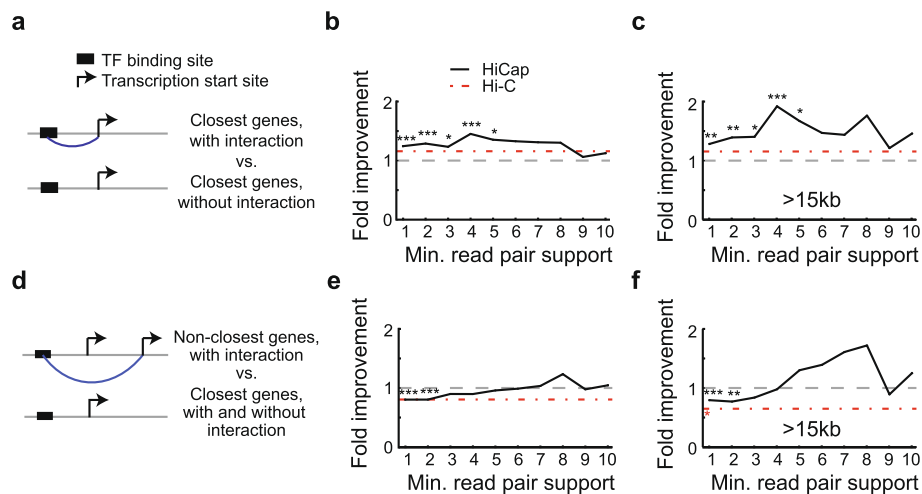 a
TF binding site
Transcription start site
Closest genes,
with interaction
vs.
Closest genes,
without interaction
b
HiCap
Hi-C
Fold improvement
2
1
0
*** *** * *** *
1 2 3 4 5 6 7 8 9 10
Min. read pair support
c
Fold improvement
2
1
0
** ** * *** *
>15kb
1 2 3 4 5 6 7 8 9 10
Min. read pair support
d
Non-closest genes,
with interaction
vs.
Closest genes,
with and without
interaction
e
Fold improvement
2
1
0
*** ***
1 2 3 4 5 6 7 8 9 10
Min. read pair support
f
Fold improvement
2
1
0
*** **
*
>15kb
1 2 3 4 5 6 7 8 9 10
Min. read pair support